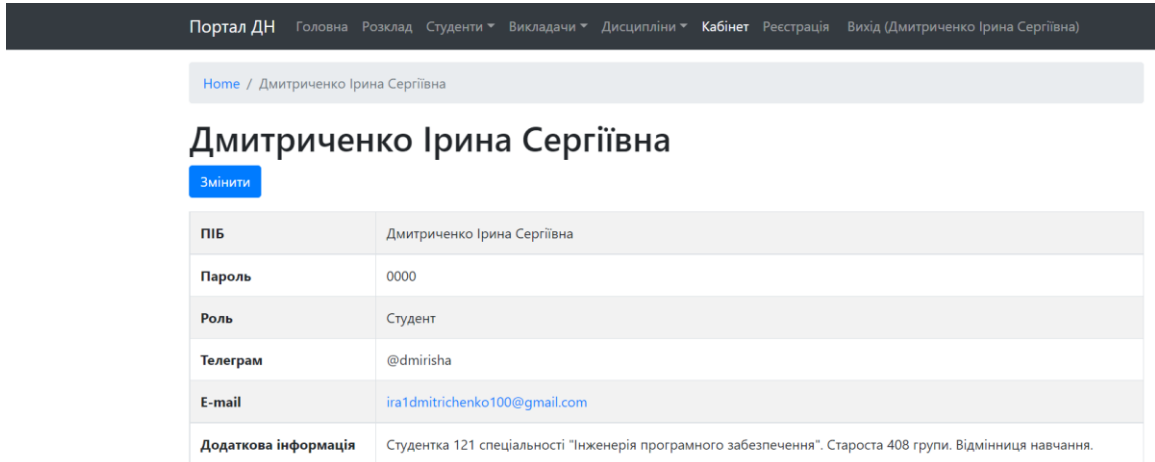 Портал ДН Головна Розклад Студенти Викладачи Дисципліни Кабінет Реєстрація Вихід (Дмитриченко Ірина Сергіївна)
Home / Дмитриченко Ірина Сергіївна
Дмитриченко Ірина Сергіївна
Змінити
ПІБ Дмитриченко Ірина Сергіївна
Пароль 0000
Роль Студент
Телеграм @dmirisha
E-mail ira1dmitrichenko100@gmail.com
Додаткова інформація Студентка 121 спеціальності "Інженерія програмного забезпечення". Староста 408 групи. Відмінниця навчання.